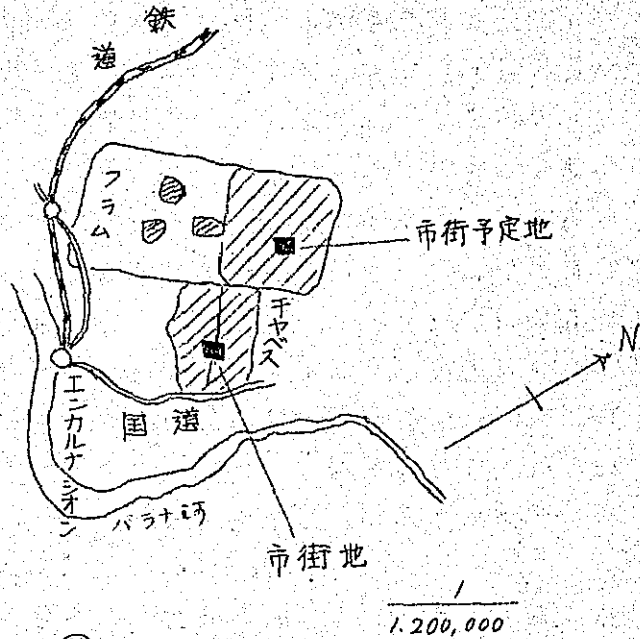 鉄道
フラム
市街予定地
チャベス
N
エンカルナシオン
国道
パラナ河
市街地
1
1.200,000